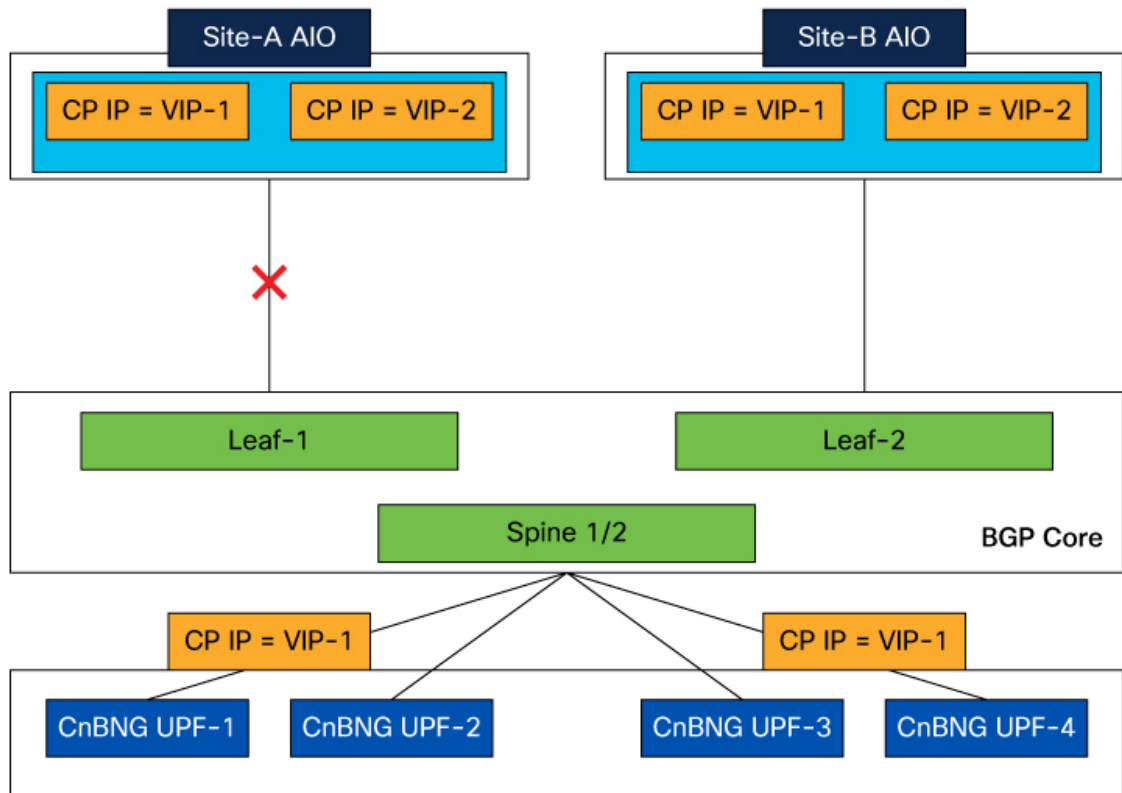 Site-A AIO
Site-B AIO
CP IP = VIP-1
CP IP = VIP-2
CP IP = VIP-1
CP IP = VIP-2
Leaf-1
Leaf-2
Spine 1/2
BGP Core
CP IP = VIP-1
CP IP = VIP-1
CnBNG UPF-1
CnBNG UPF-2
CnBNG UPF-3
CnBNG UPF-4